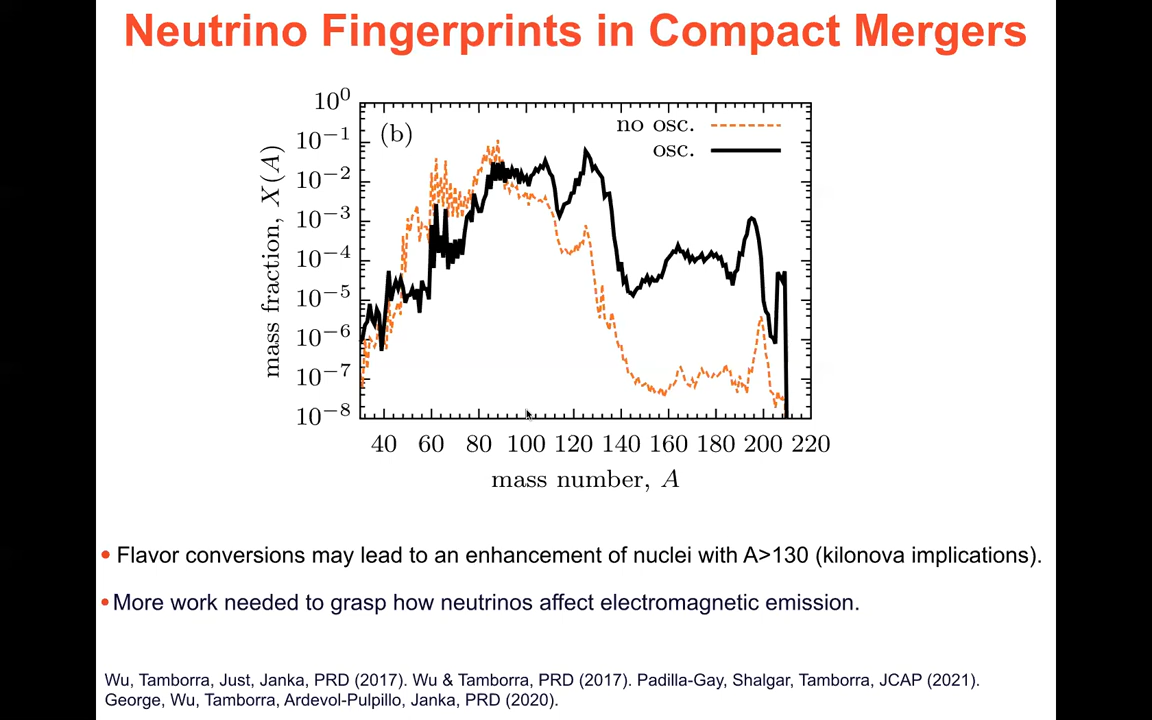 Neutrino Fingerprints in Compact Mergers
(b)
no osc.
osc.
mass fraction, X(A)
10⁰
10⁻¹
10⁻²
10⁻³
10⁻⁴
10⁻⁵
10⁻⁶
10⁻⁷
10⁻⁸
40 60 80 100 120 140 160 180 200 220
mass number, A
• Flavor conversions may lead to an enhancement of nuclei with A>130 (kilonova implications).
• More work needed to grasp how neutrinos affect electromagnetic emission.
Wu, Tamborra, Just, Janka, PRD (2017). Wu & Tamborra, PRD (2017). Padilla-Gay, Shalgar, Tamborra, JCAP (2021).
George, Wu, Tamborra, Ardevol-Pulpillo, Janka, PRD (2020).